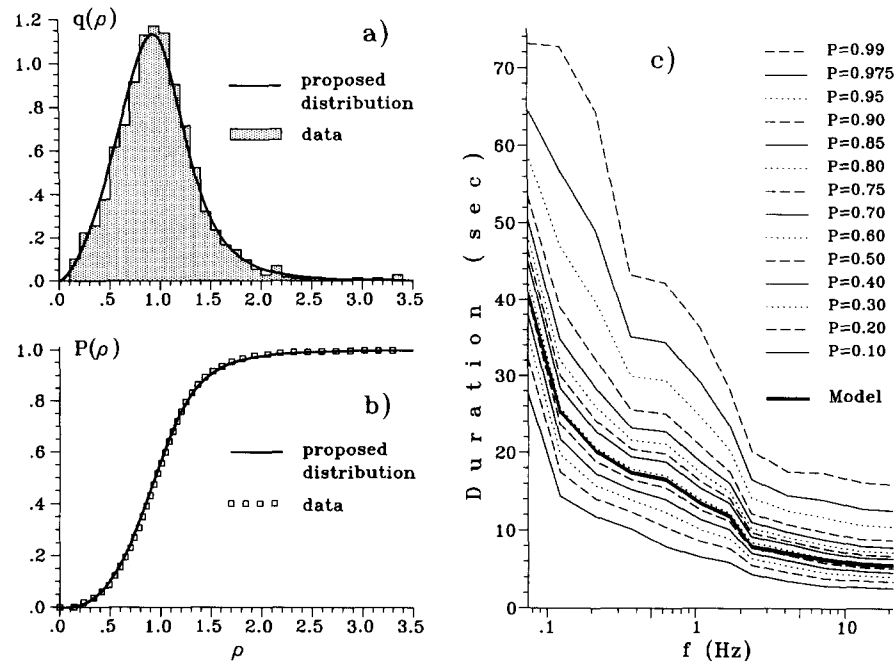 q(ρ)
a)
1.2
1.0
.8
.6
.4
.2
.0
proposed
distribution
data
.0 .5 1.0 1.5 2.0 2.5 3.0 3.5
P(ρ)
b)
1.0
.8
.6
.4
.2
.0
proposed
distribution
data
.0 .5 1.0 1.5 2.0 2.5 3.0 3.5
ρ
c)
Duration (sec)
70
60
50
40
30
20
10
0
P=0.99
P=0.975
P=0.95
P=0.90
P=0.85
P=0.80
P=0.75
P=0.70
P=0.60
P=0.50
P=0.40
P=0.30
P=0.20
P=0.10
Model
.1 1 10
f (Hz)